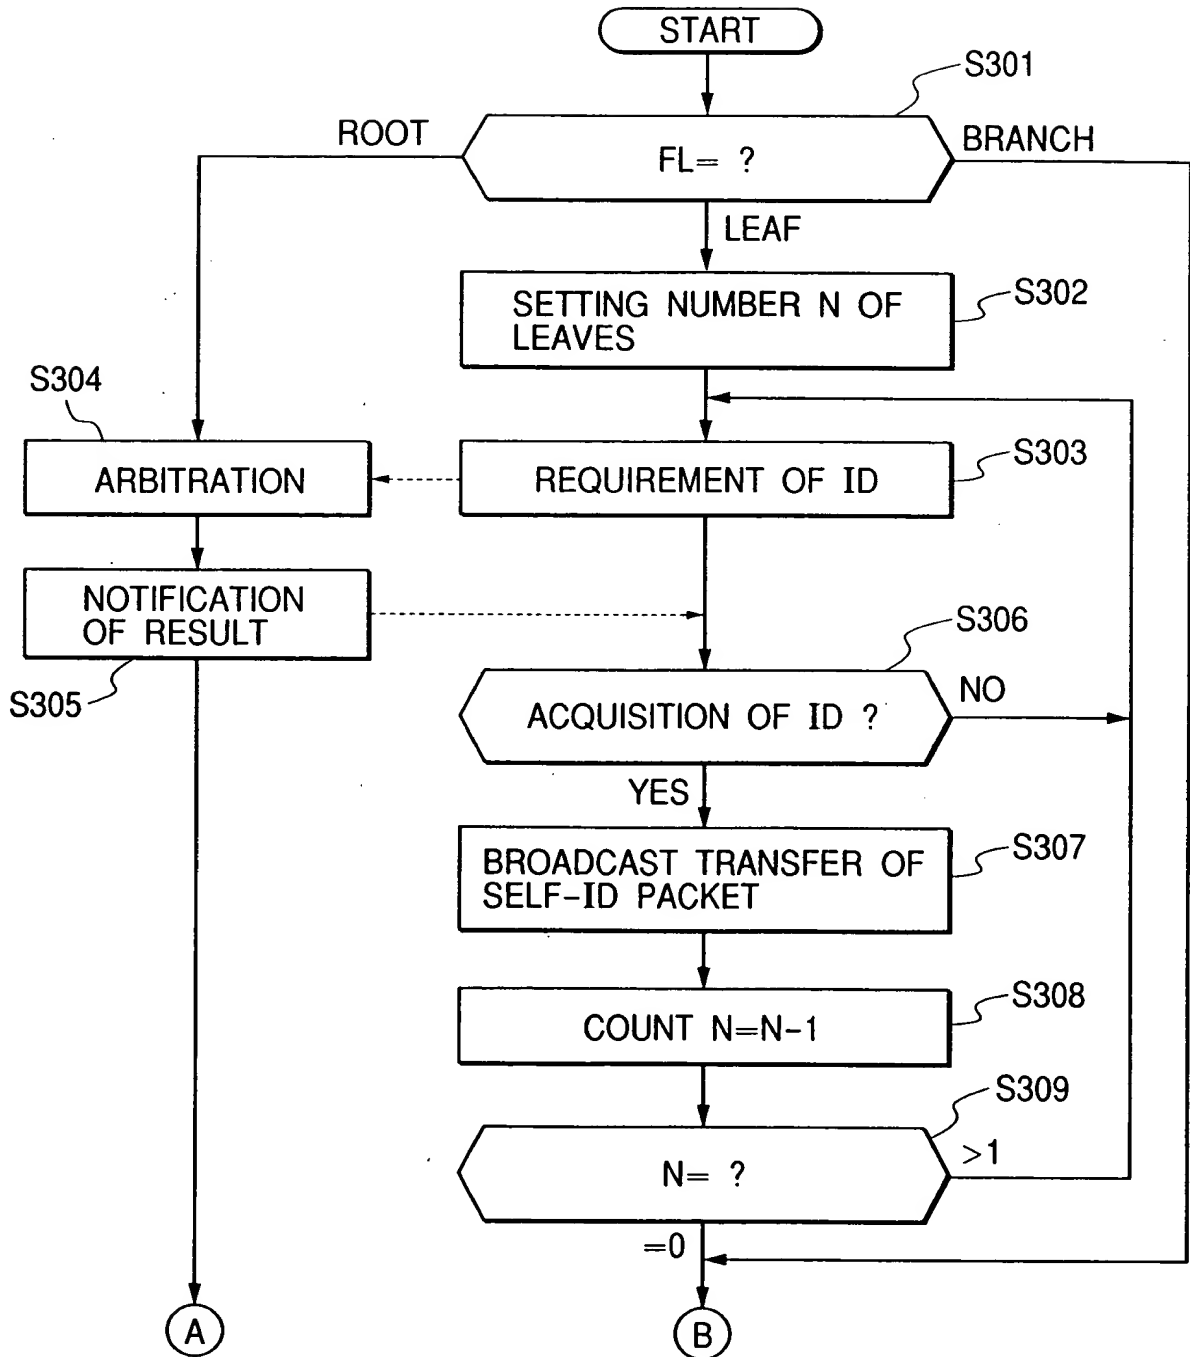 START
S301
ROOT
FL= ?
BRANCH
LEAF
SETTING NUMBER N OF
LEAVES
S302
S304
ARBITRATION
REQUIREMENT OF ID
S303
NOTIFICATION
OF RESULT
S305
S306
ACQUISITION OF ID ?
NO
YES
BROADCAST TRANSFER OF
SELF-ID PACKET
S307
COUNT N=N-1
S308
S309
N= ?
>1
=0
A
B